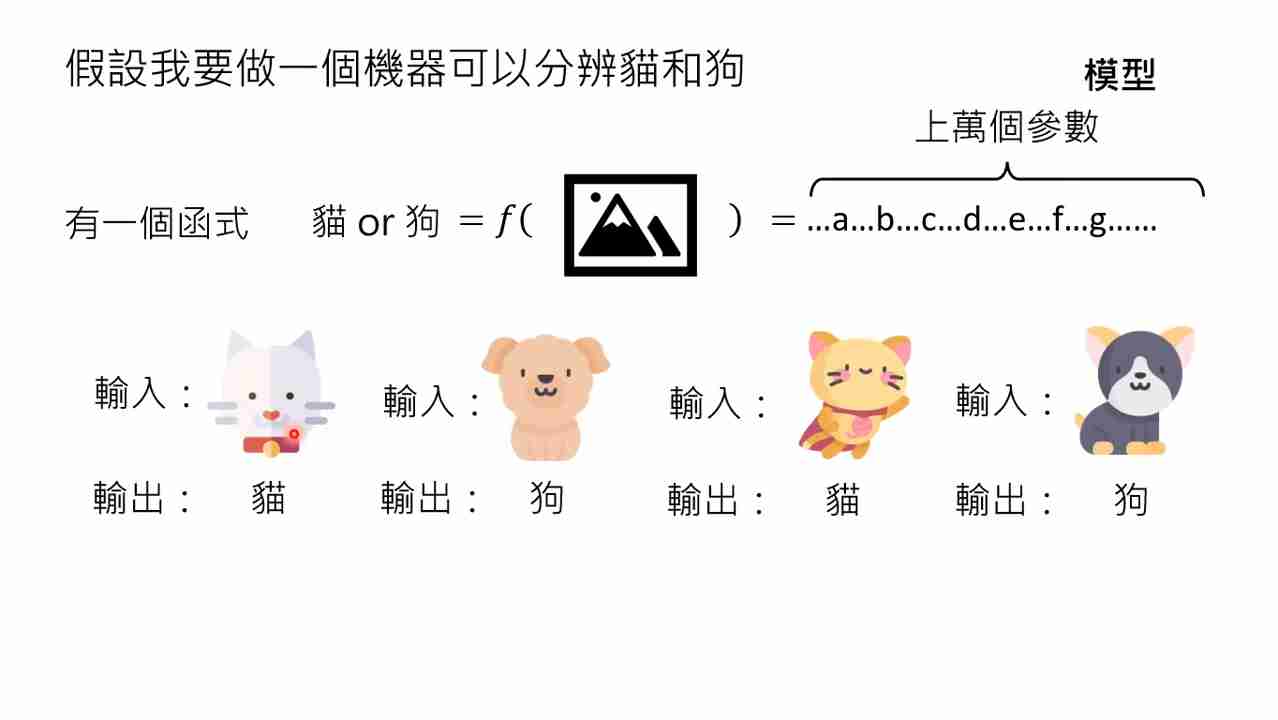 假設我要做一個機器可以分辨貓和狗
模型
上萬個參數
有一個函式 貓 or 狗 = f( ) = …a…b…c…d…e…f…g……
輸入： 輸入： 輸入： 輸入：
輸出： 貓 輸出： 狗 輸出： 貓 輸出： 狗